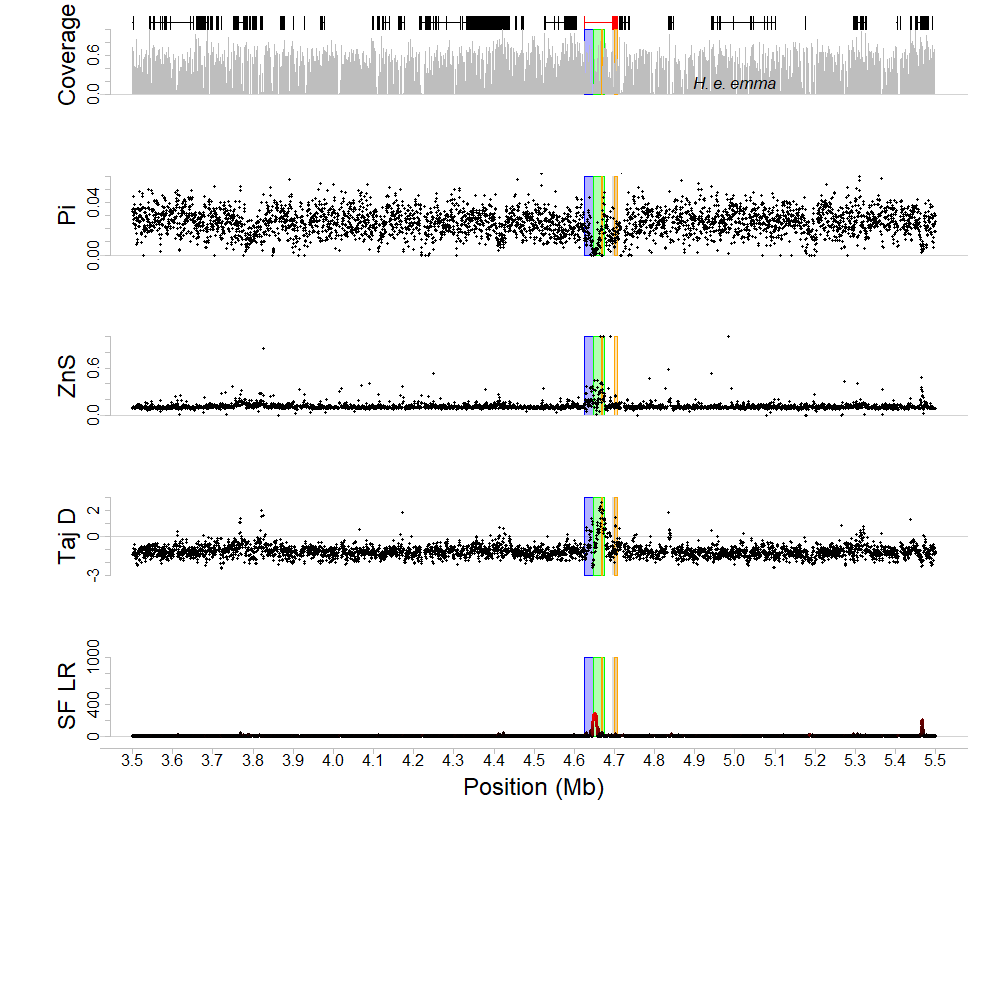 Coverage
0.6
0.0
H. e. emma
Pi
0.04
0.00
ZnS
0.6
0.0
Taj D
2
0
-3
SF LR
1000
400
0
3.5 3.6 3.7 3.8 3.9 4.0 4.1 4.2 4.3 4.4 4.5 4.6 4.7 4.8 4.9 5.0 5.1 5.2 5.3 5.4 5.5
Position (Mb)